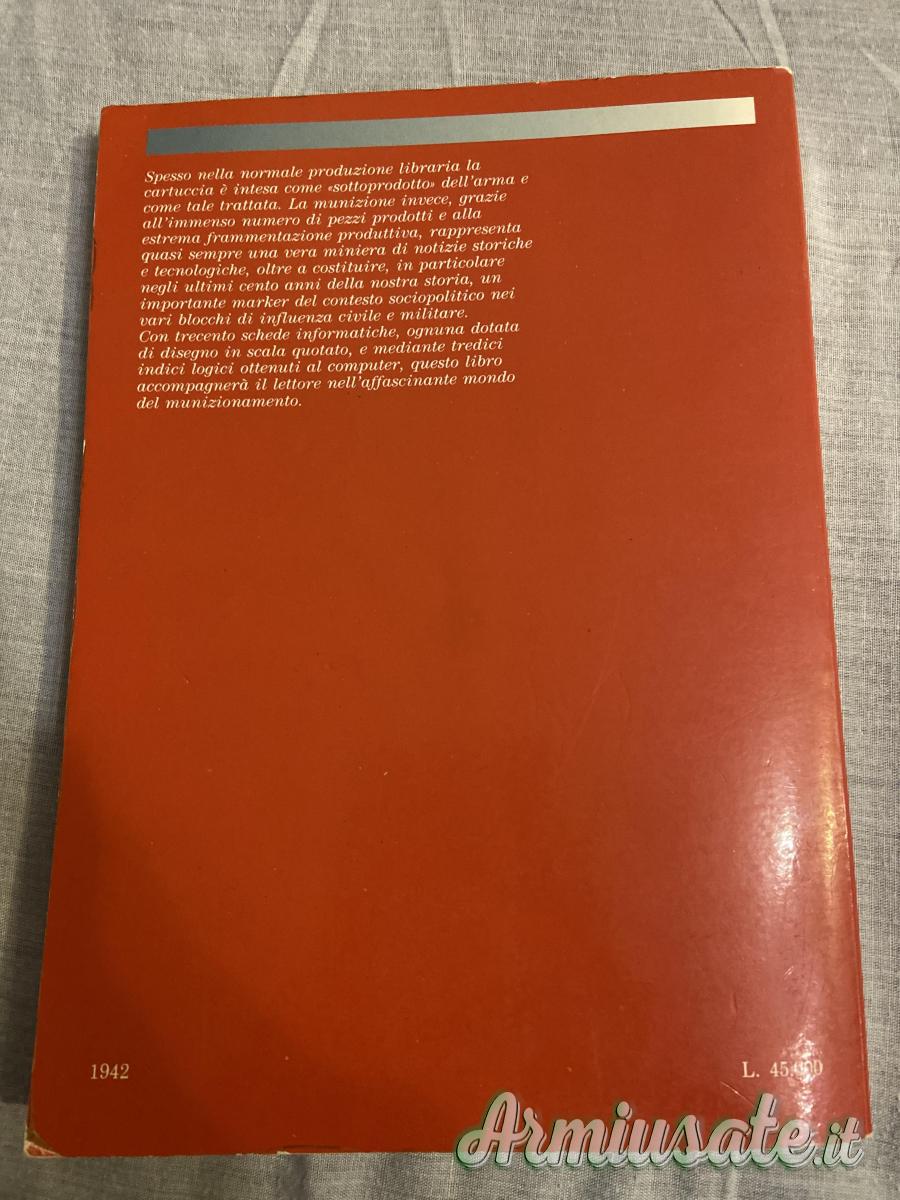 Spesso nella normale produzione libraria la
cartuccia è intesa come «sottoprodotto» dell'arma e
come tale trattata. La munizione invece, grazie
all'immenso numero di pezzi prodotti e alla
estrema frammentazione produttiva, rappresenta
quasi sempre una vera miniera di notizie storiche
e tecnologiche, oltre a costituire, in particolare
negli ultimi cento anni della nostra storia, un
importante marker del contesto sociopolitico nei
vari blocchi di influenza civile e militare.
Con trecento schede informatiche, ognuna dotata
di disegno in scala quotato, e mediante tredici
indici logici ottenuti al computer, questo libro
accompagnerà il lettore nell'affascinante mondo
del munizionamento.
1942
L. 45.000
Armiusate.it